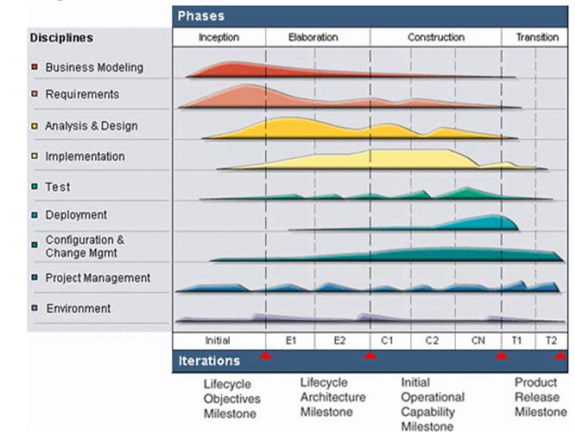 Phases
Disciplines
Inception Elaboration Construction Transition
Business Modeling
Requirements
Analysis & Design
Implementation
Test
Deployment
Configuration &
Change Mgmt
Project Management
Environment
Initial E1 E2 C1 C2 CN T1 T2
Iterations
Lifecycle
Objectives
Milestone
Lifecycle
Architecture
Milestone
Initial
Operational
Capability
Milestone
Product
Release
Milestone